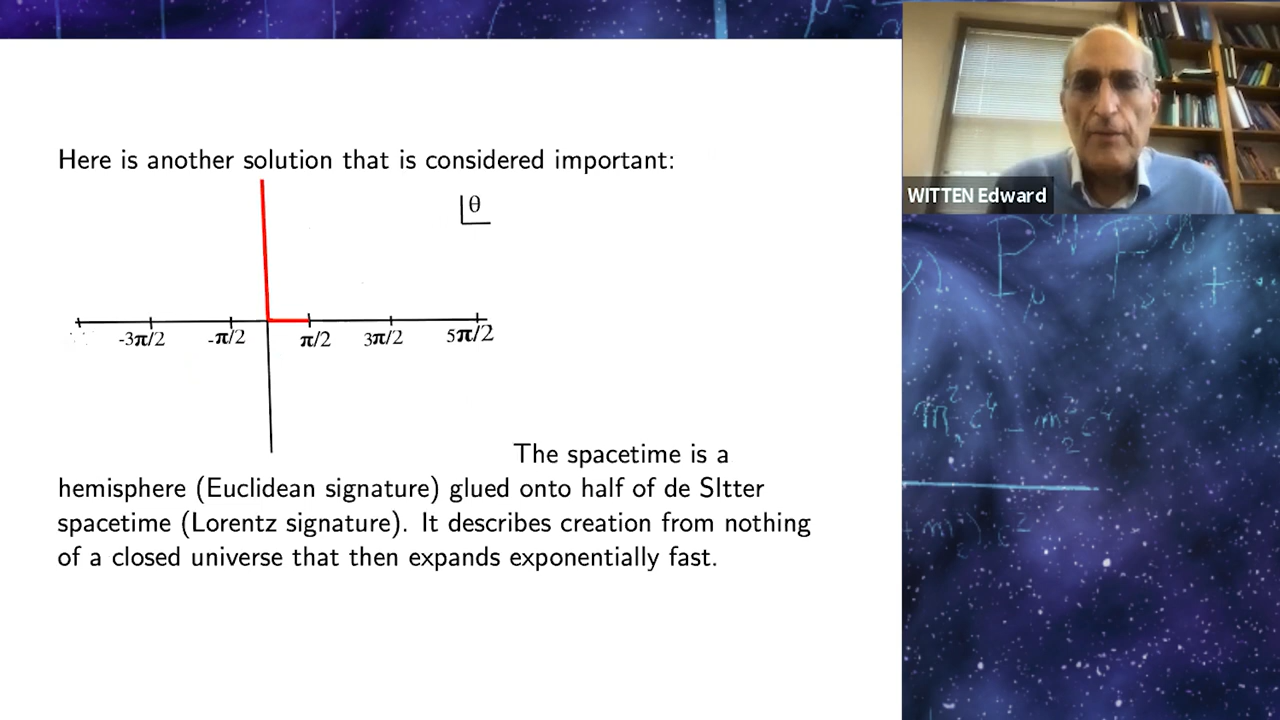 Here is another solution that is considered important:
θ
-3π/2 -π/2 π/2 3π/2 5π/2
The spacetime is a
hemisphere (Euclidean signature) glued onto half of de SItter
spacetime (Lorentz signature). It describes creation from nothing
of a closed universe that then expands exponentially fast.
WITTEN Edward